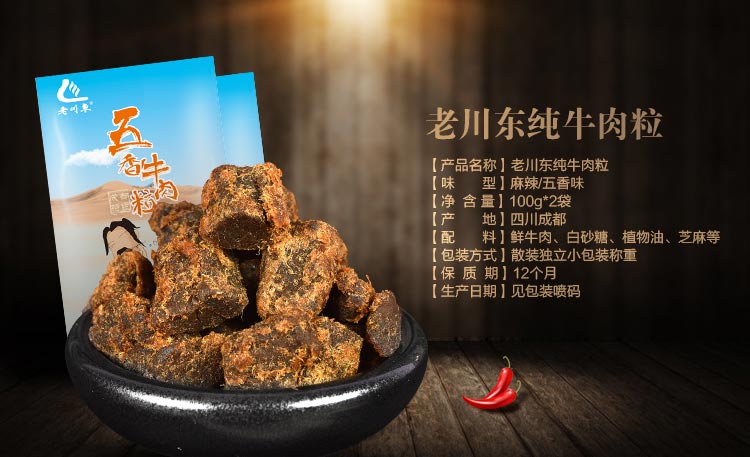 老川東
五香牛肉粒
老川东纯牛肉粒
【产品名称】老川东纯牛肉粒
【味　　型】麻辣/五香味
【净 含 量】100g*2袋
【产　　地】四川成都
【配　　料】鲜牛肉、白砂糖、植物油、芝麻等
【包装方式】散装独立小包装称重
【保 质 期】12个月
【生产日期】见包装喷码